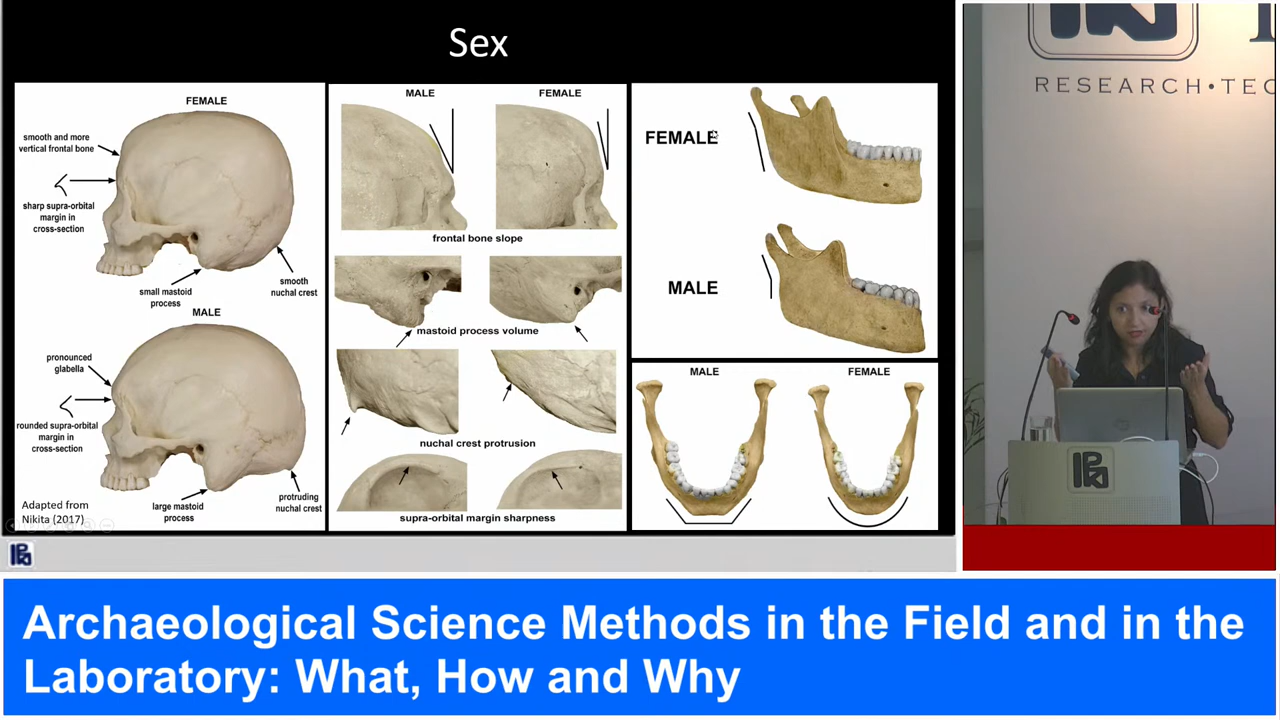 Sex
FEMALE
smooth and more
vertical frontal bone
sharp supra-orbital
margin in
cross-section
small mastoid
process
smooth
nuchal crest
MALE
pronounced
glabella
rounded supra-orbital
margin in
cross-section
large mastoid
process
protruding
nuchal crest
Adapted from
Nikita (2017)
MALE FEMALE
frontal bone slope
mastoid process volume
nuchal crest protrusion
supra-orbital margin sharpness
FEMALE
MALE
MALE FEMALE
RESEARCH•TEC
Archaeological Science Methods in the Field and in the
Laboratory: What, How and Why